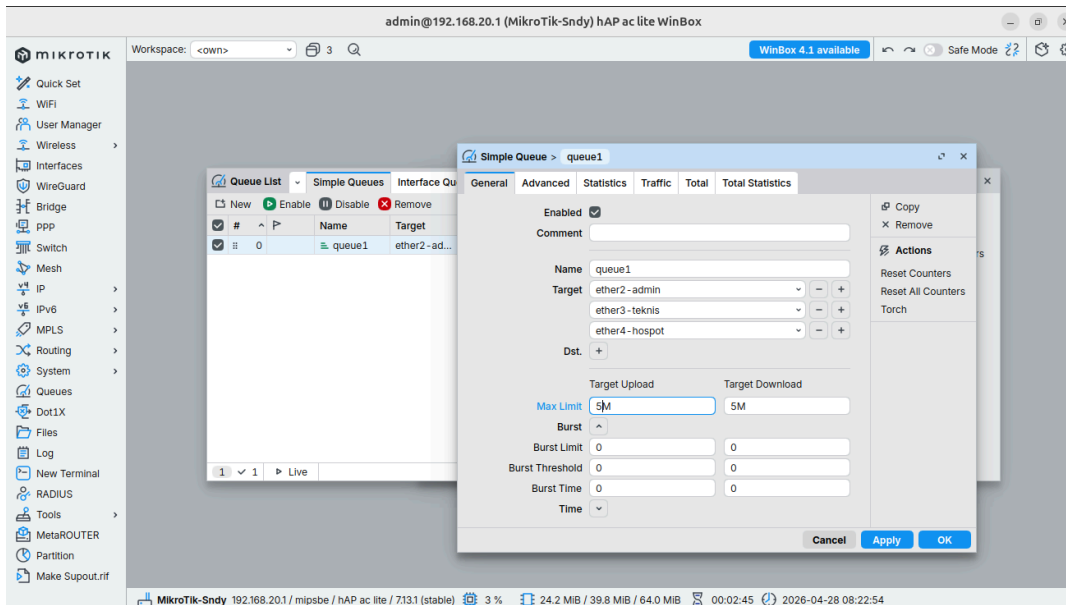 admin@192.168.20.1 (MikroTik-Sndy) hAP ac lite WinBox
MIKROTIK
Workspace: <own> 3 WinBox 4.1 available Safe Mode
Quick Set
WiFi
User Manager
Wireless
Interfaces
WireGuard
Bridge
PPP
Switch
Mesh
IP
IPv6
MPLS
Routing
System
Queues
Dot1X
Files
Log
New Terminal
RADIUS
Tools
MetaROUTER
Partition
Make Supout.rif
Queue List Simple Queues Interface Qu
New Enable Disable Remove
# Name Target
0 queue1 ether2-ad...
1 1 Live
rs
Simple Queue > queue1
General Advanced Statistics Traffic Total Total Statistics
Enabled
Comment
Name queue1
Target ether2-admin
ether3-teknis
ether4-hospot
Dst.
Target Upload Target Download
Max Limit 5M 5M
Burst
Burst Limit 0 0
Burst Threshold 0 0
Burst Time 0 0
Time
Copy
Remove
Actions
Reset Counters
Reset All Counters
Torch
Cancel Apply OK
MikroTik-Sndy 192.168.20.1 / mipsbe / hAP ac lite / 7.13.1 (stable) 3 % 24.2 MiB / 39.8 MiB / 64.0 MiB 00:02:45 2026-04-28 08:22:54